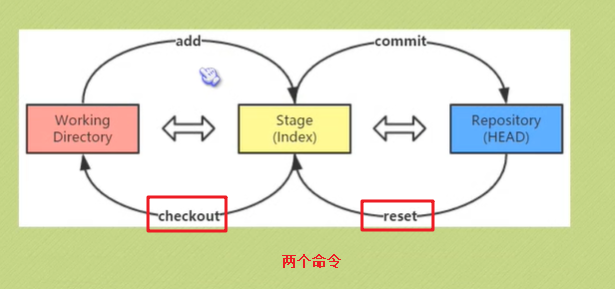 add
commit
Working
Directory
Stage
(Index)
Repository
(HEAD)
checkout
reset
两个命令